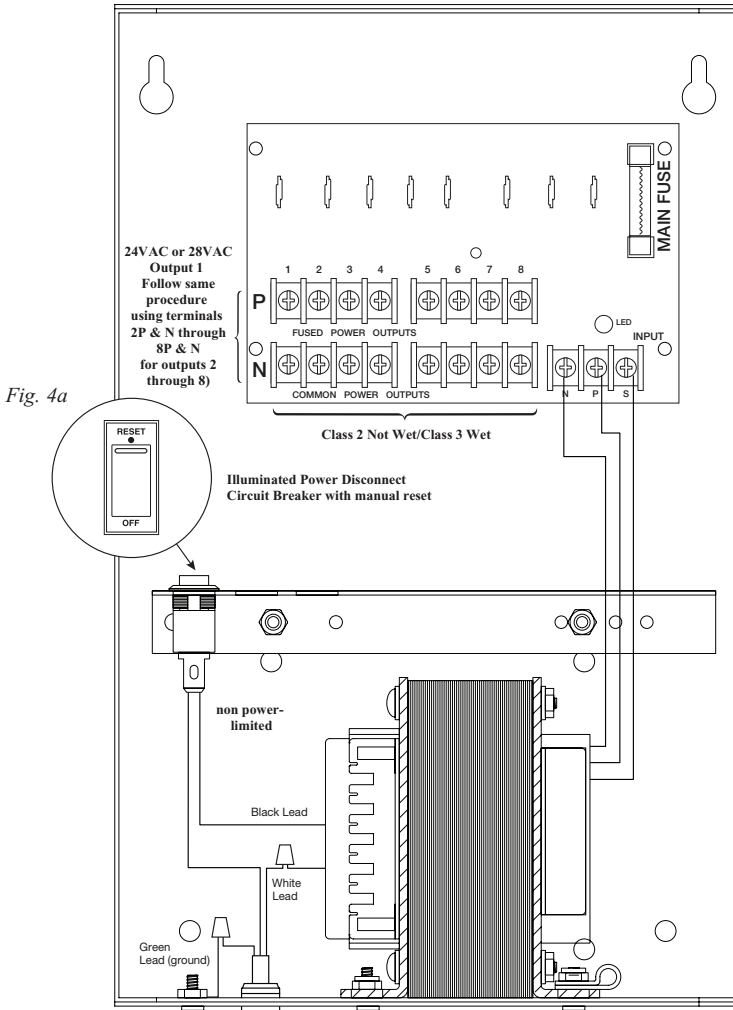 MAIN FUSE
24VAC or 28VAC
Output 1
Follow same
procedure
using terminals
2P & N through
8P & N
for outputs 2
through 8)
1 2 3 4 5 6 7 8
P
FUSED POWER OUTPUTS
LED
INPUT
N
COMMON POWER OUTPUTS
N P S
Class 2 Not Wet/Class 3 Wet
Fig. 4a
RESET
OFF
Illuminated Power Disconnect
Circuit Breaker with manual reset
non power-
limited
Black Lead
White
Lead
Green
Lead (ground)